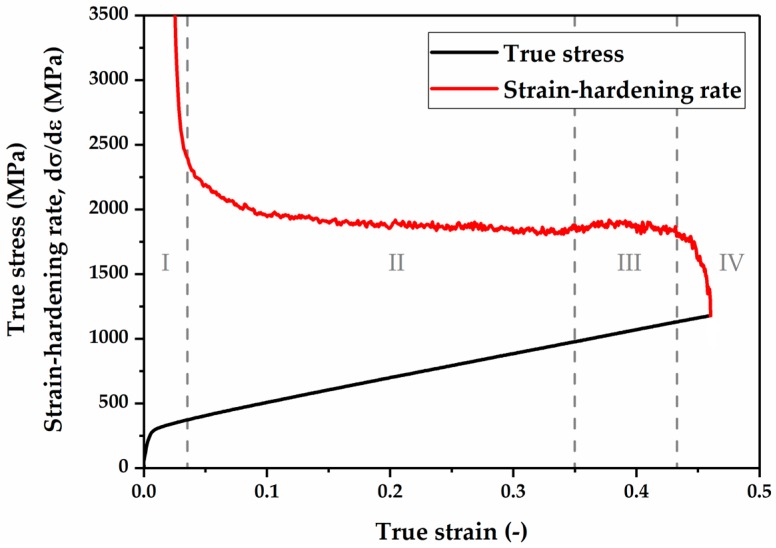 True stress (MPa)
Strain-hardening rate, dσ/dε (MPa)
3500
3000
2500
2000
1500
1000
500
0
True stress
Strain-hardening rate
I
II
III
IV
0.0
0.1
0.2
0.3
0.4
0.5
True strain (-)